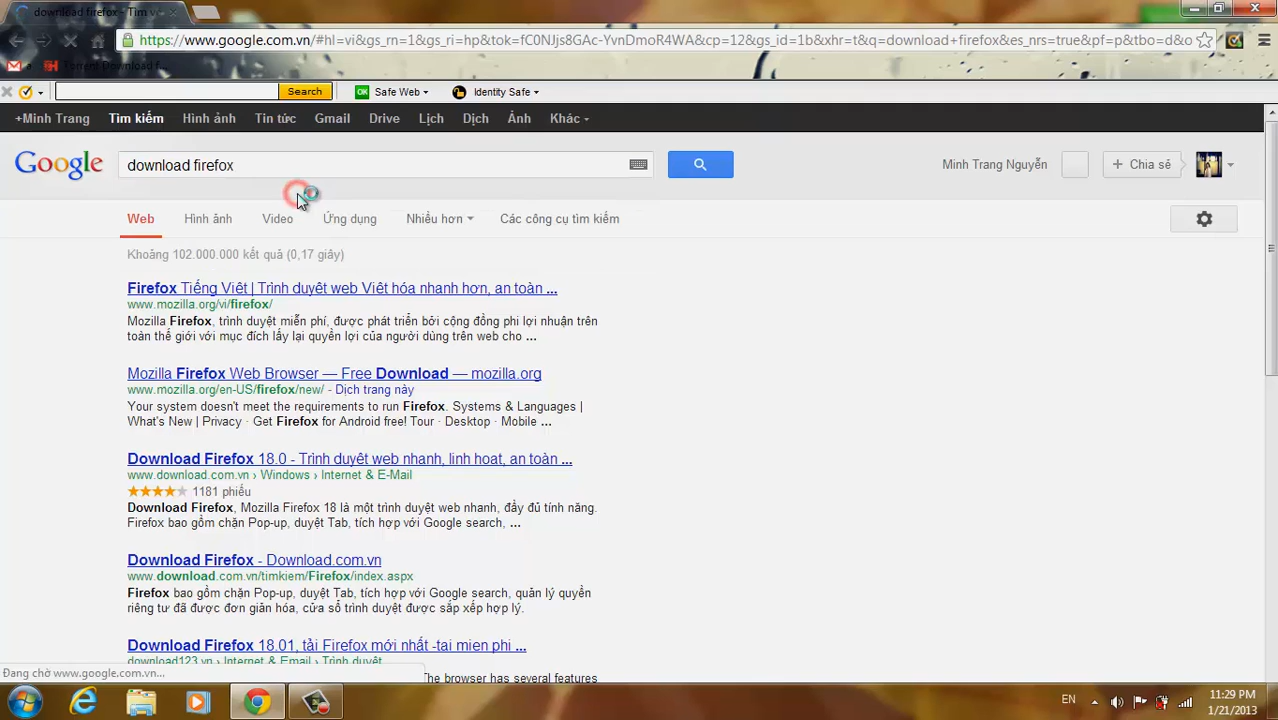 download firefox - Tìm v
https://www.google.com.vn/#hl=vi&gs_rn=1&gs_ri=hp&tok=fC0NIjs8GAc-YvnDmoR4WA&cp=12&gs_id=1b&xhr=t&q=download+firefox&es_nrs=true&pf=p&tbo=d&o
Torrent Download f...
Search Safe Web Identity Safe
+Minh Trang Tìm kiếm Hình ảnh Tin tức Gmail Drive Lịch Dịch Ảnh Khác
Google download firefox Minh Trang Nguyễn + Chia sẻ
Web Hình ảnh Video Ứng dụng Nhiều hơn Các công cụ tìm kiếm
Khoảng 102.000.000 kết quả (0,17 giây)
Firefox Tiếng Việt | Trình duyệt web Việt hóa nhanh hơn, an toàn ...
www.mozilla.org/vi/firefox/
Mozilla Firefox, trình duyệt miễn phí, được phát triển bởi cộng đồng phi lợi nhuận trên
toàn thế giới với mục đích lấy lại quyền lợi của người dùng trên web cho ...
Mozilla Firefox Web Browser — Free Download — mozilla.org
www.mozilla.org/en-US/firefox/new/ - Dịch trang này
Your system doesn't meet the requirements to run Firefox. Systems & Languages |
What's New | Privacy · Get Firefox for Android free! Tour · Desktop · Mobile ...
Download Firefox 18.0 - Trình duyệt web nhanh, linh hoat, an toàn ...
www.download.com.vn › Windows › Internet & E-Mail
1181 phiếu
Download Firefox, Mozilla Firefox 18 là một trình duyệt web nhanh, đầy đủ tính năng.
Firefox bao gồm chặn Pop-up, duyệt Tab, tích hợp với Google search, ...
Download Firefox - Download.com.vn
www.download.com.vn/timkiem/Firefox/index.aspx
Firefox bao gồm chặn Pop-up, duyệt Tab, tích hợp với Google search, quản lý quyền
riêng tư đã được đơn giản hóa, cửa sổ trình duyệt được sắp xếp hợp lý.
Download Firefox 18.01, tải Firefox mới nhất -tai mien phi ...
download123.vn › Internet & Email › Trình duyệt
Đang chờ www.google.com.vn...
The browser has several features
EN 11:29 PM
1/21/2013